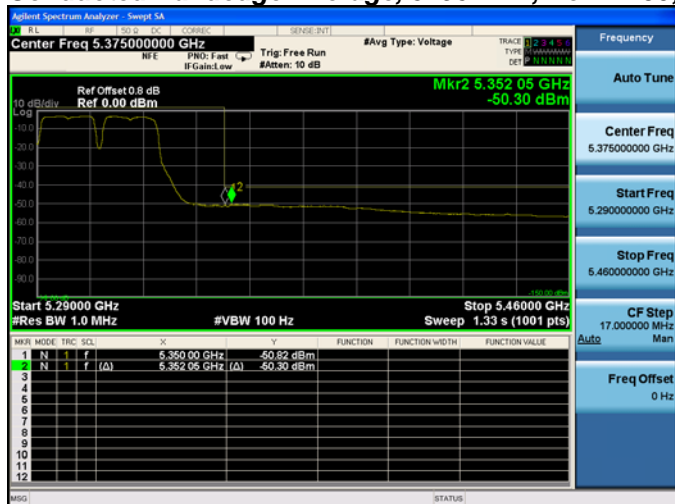 Agilent Spectrum Analyzer - Swept SA
RL RF 50 Ω DC CORREC SENSE:INT
Center Freq 5.375000000 GHz
NFE PNO: Fast IFGain:Low
Trig: Free Run #Atten: 10 dB
#Avg Type: Voltage
TRACE 1 2 3 4 5 6
TYPE
DET P N N N N N
Frequency
Auto Tune
Center Freq
5.375000000 GHz
Start Freq
5.290000000 GHz
Stop Freq
5.460000000 GHz
CF Step
17.000000 MHz
Auto Man
Freq Offset
0 Hz
Mkr2 5.352 05 GHz
-50.30 dBm
Ref Offset 0.8 dB
10 dB/div Ref 0.00 dBm
Log
-10.0
-20.0
-30.0
-40.0
-50.0
-60.0
-70.0
-80.0
-90.0
2
-150.00 dBm
Start 5.29000 GHz Stop 5.46000 GHz
#Res BW 1.0 MHz #VBW 100 Hz Sweep 1.33 s (1001 pts)
MKR MODE TRC SCL X Y FUNCTION FUNCTION WIDTH FUNCTION VALUE
1 N 1 f 5.350 00 GHz -50.82 dBm
2 N 1 f (Δ) 5.352 05 GHz (Δ) -50.30 dBm
3
4
5
6
7
8
9
10
11
12
MSG STATUS